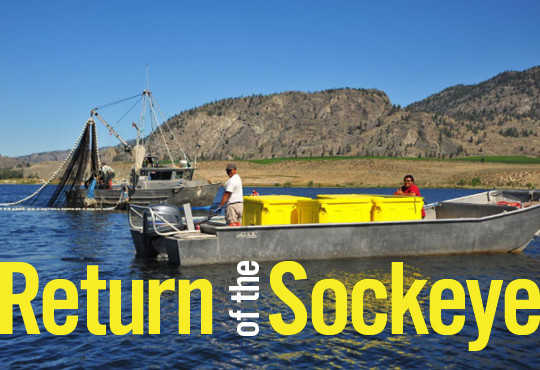 Return of the Sockeye